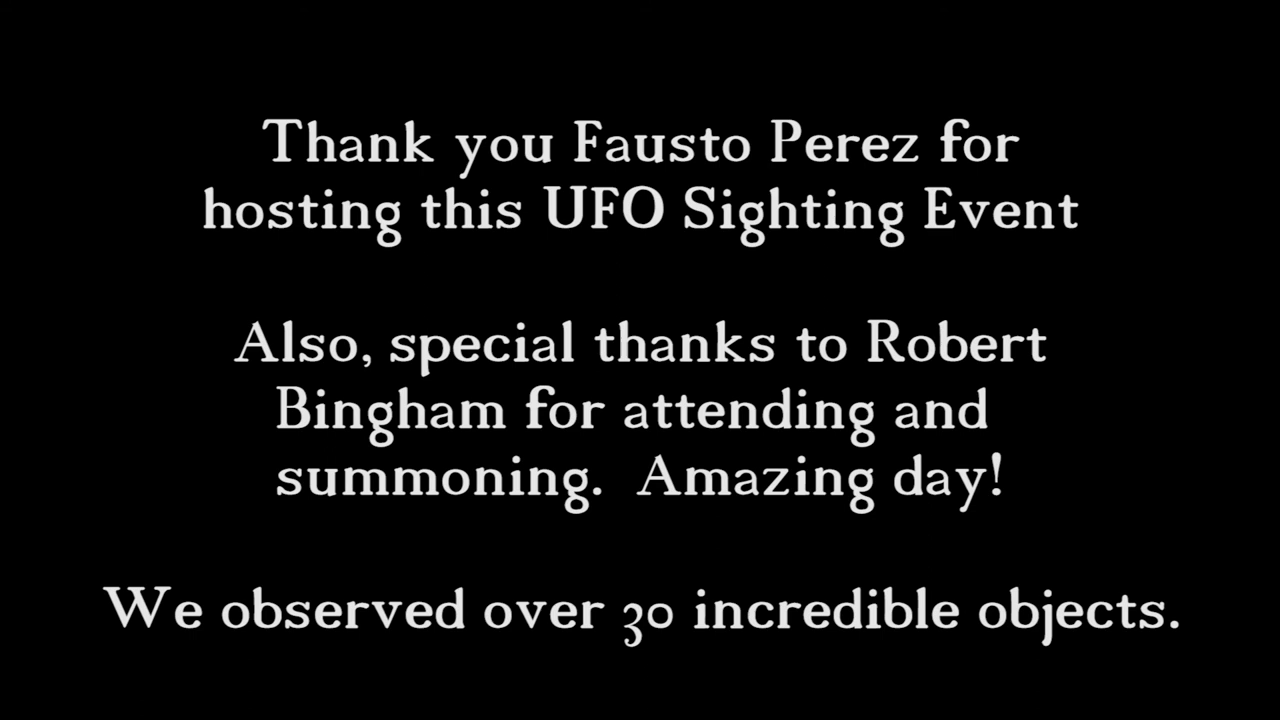 Thank you Fausto Perez for
hosting this UFO Sighting Event
Also, special thanks to Robert
Bingham for attending and
summoning.  Amazing day!
We observed over 30 incredible objects.